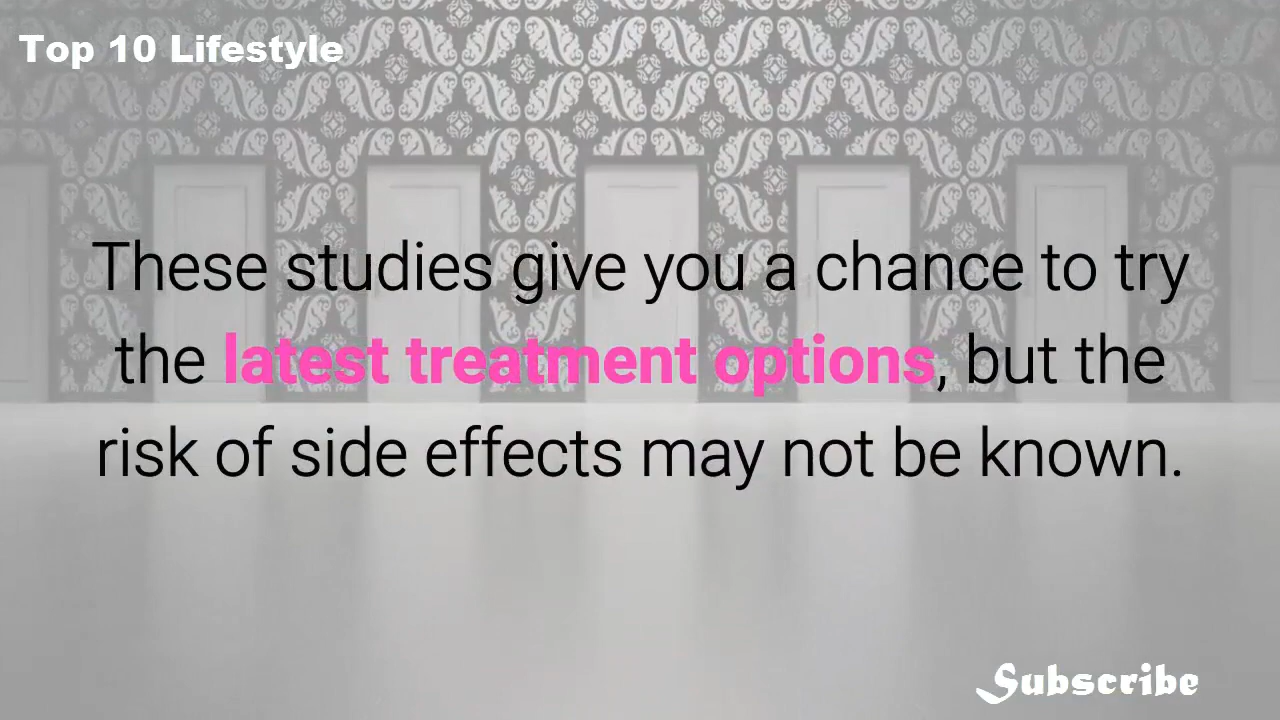 Top 10 Lifestyle
These studies give you a chance to try
the latest treatment options, but the
risk of side effects may not be known.
Subscribe